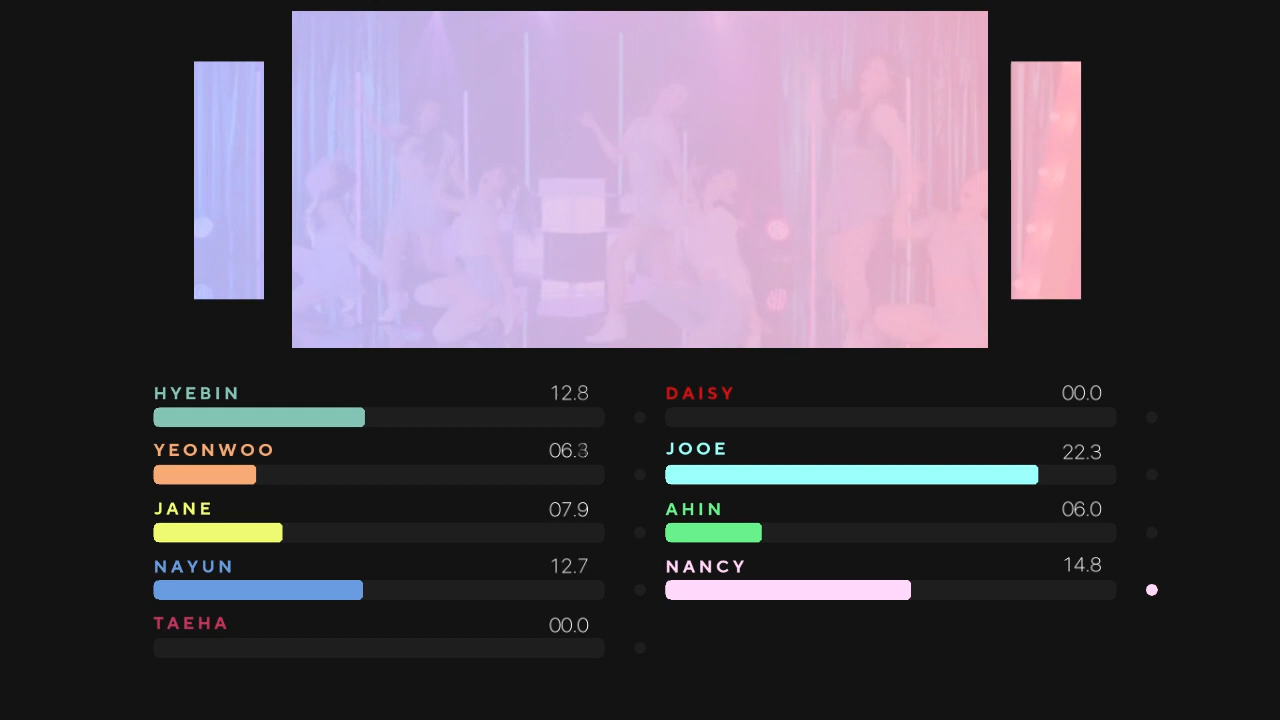 HYEBIN 12.8
YEONWOO 06.3
JANE 07.9
NAYUN 12.7
TAEHA 00.0
DAISY 00.0
JOOE 22.3
AHIN 06.0
NANCY 14.8